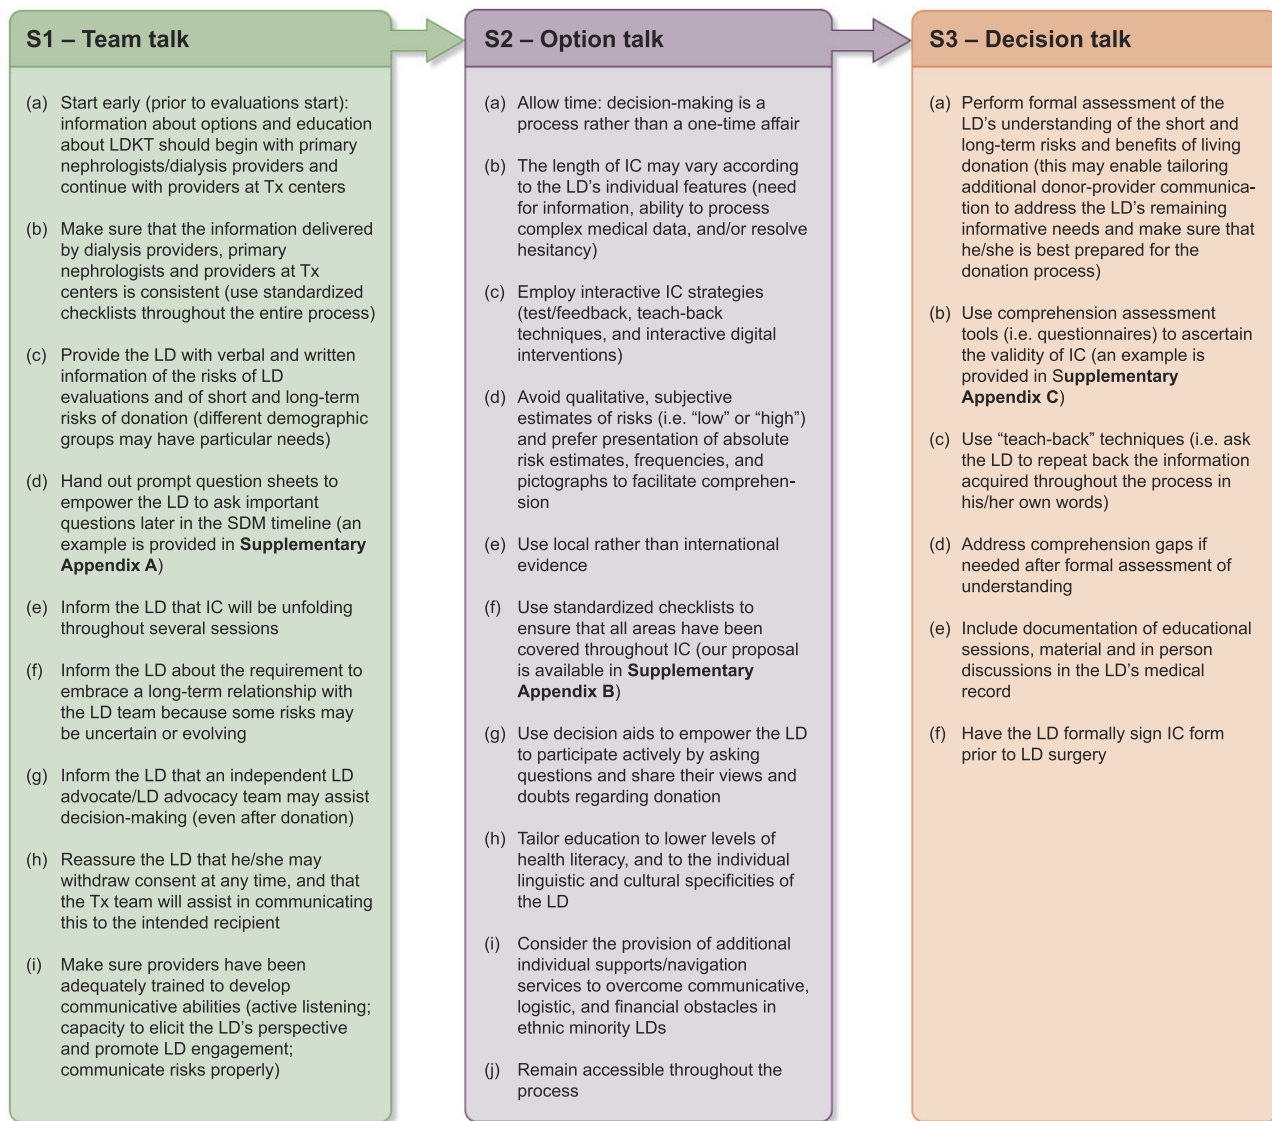 S1 – Team talk
(a) Start early (prior to evaluations start):
information about options and education
about LDKT should begin with primary
nephrologists/dialysis providers and
continue with providers at Tx centers
(b) Make sure that the information delivered
by dialysis providers, primary
nephrologists and providers at Tx
centers is consistent (use standardized
checklists throughout the entire process)
(c) Provide the LD with verbal and written
information of the risks of LD
evaluations and of short and long-term
risks of donation (different demographic
groups may have particular needs)
(d) Hand out prompt question sheets to
empower the LD to ask important
questions later in the SDM timeline (an
example is provided in Supplementary
Appendix A)
(e) Inform the LD that IC will be unfolding
throughout several sessions
(f) Inform the LD about the requirement to
embrace a long-term relationship with
the LD team because some risks may
be uncertain or evolving
(g) Inform the LD that an independent LD
advocate/LD advocacy team may assist
decision-making (even after donation)
(h) Reassure the LD that he/she may
withdraw consent at any time, and that
the Tx team will assist in communicating
this to the intended recipient
(i) Make sure providers have been
adequately trained to develop
communicative abilities (active listening;
capacity to elicit the LD’s perspective
and promote LD engagement;
communicate risks properly)
S2 – Option talk
(a) Allow time: decision-making is a
process rather than a one-time affair
(b) The length of IC may vary according
to the LD’s individual features (need
for information, ability to process
complex medical data, and/or resolve
hesitancy)
(c) Employ interactive IC strategies
(test/feedback, teach-back
techniques, and interactive digital
interventions)
(d) Avoid qualitative, subjective
estimates of risks (i.e. “low” or “high”)
and prefer presentation of absolute
risk estimates, frequencies, and
pictographs to facilitate comprehen-
sion
(e) Use local rather than international
evidence
(f) Use standardized checklists to
ensure that all areas have been
covered throughout IC (our proposal
is available in Supplementary
Appendix B)
(g) Use decision aids to empower the LD
to participate actively by asking
questions and share their views and
doubts regarding donation
(h) Tailor education to lower levels of
health literacy, and to the individual
linguistic and cultural specificities of
the LD
(i) Consider the provision of additional
individual supports/navigation
services to overcome communicative,
logistic, and financial obstacles in
ethnic minority LDs
(j) Remain accessible throughout the
process
S3 – Decision talk
(a) Perform formal assessment of the
LD’s understanding of the short and
long-term risks and benefits of living
donation (this may enable tailoring
additional donor-provider communica-
tion to address the LD’s remaining
informative needs and make sure that
he/she is best prepared for the
donation process)
(b) Use comprehension assessment
tools (i.e. questionnaires) to ascertain
the validity of IC (an example is
provided in Supplementary
Appendix C)
(c) Use “teach-back” techniques (i.e. ask
the LD to repeat back the information
acquired throughout the process in
his/her own words)
(d) Address comprehension gaps if
needed after formal assessment of
understanding
(e) Include documentation of educational
sessions, material and in person
discussions in the LD’s medical
record
(f) Have the LD formally sign IC form
prior to LD surgery